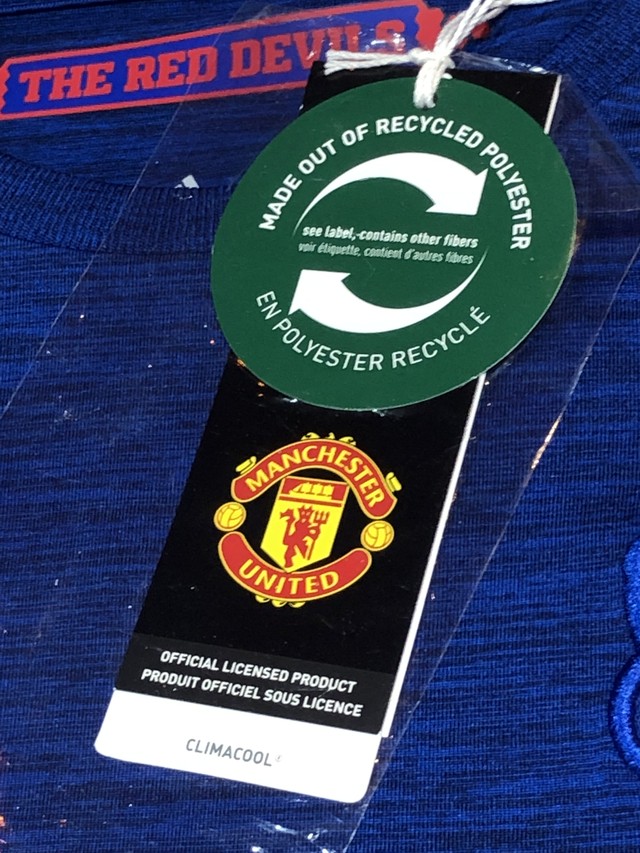 THE RED DEVILS
MADE OUT OF RECYCLED POLYESTER
see label, contains other fibers
voir étiquette, contient d'autres fibres
EN POLYESTER RECYCLÉ
MANCHESTER
UNITED
OFFICIAL LICENSED PRODUCT
PRODUIT OFFICIEL SOUS LICENCE
CLIMACOOL®